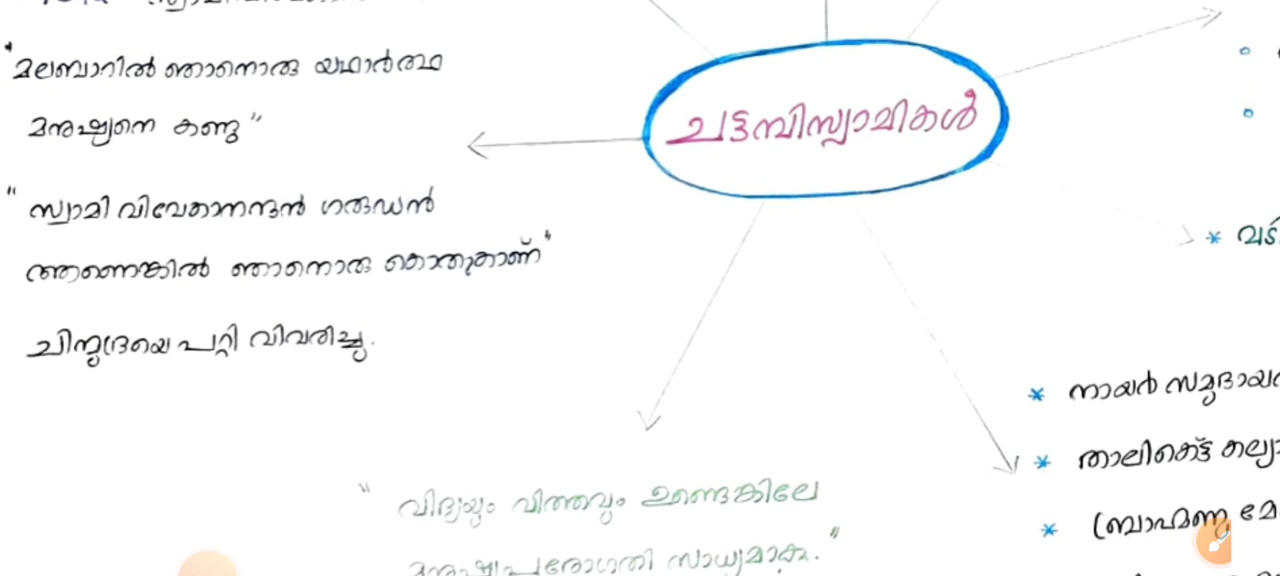 "മലബാറിൽ ഞാനൊരു യഥാർത്ഥ
മനുഷ്യനെ കണ്ടു"
"സ്വാമി വിവേകാനന്ദൻ ഗരുഡൻ
ആണെങ്കിൽ ഞാനൊരു കൊതുകാണ്"
ചിന്മുദ്രയെ പറ്റി വിവരിച്ചു.
ചട്ടമ്പിസ്വാമികൾ
* നായർ സമുദായ
* താലികെട്ട് കല്യാ
* ബ്രാഹ്മണ മേ
"വിദ്യയും വിത്തവും ഉണ്ടെങ്കിലേ
മനുഷ്യപുരോഗതി സാധ്യമാകൂ."